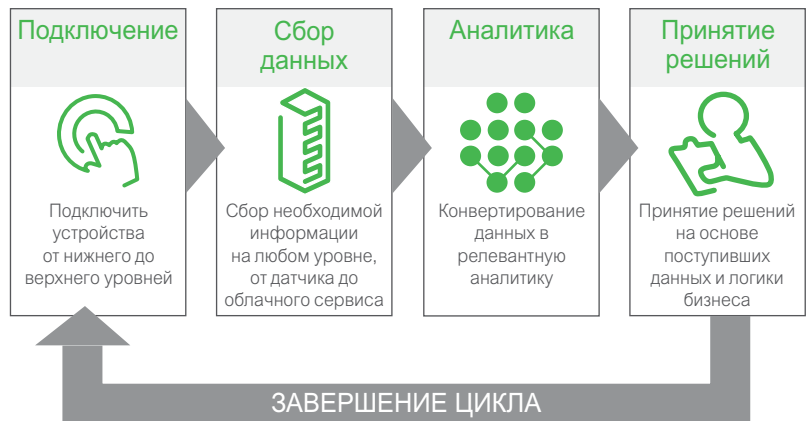 Подключение
Подключить
устройства
от нижнего до
верхнего уровней
Сбор
данных
Сбор необходимой
информации
на любом уровне,
от датчика до
облачного сервиса
Аналитика
Конвертирование
данных в
релевантную
аналитику
Принятие
решений
Принятие решений
на основе
поступивших
данных и логики
бизнеса
ЗАВЕРШЕНИЕ ЦИКЛА